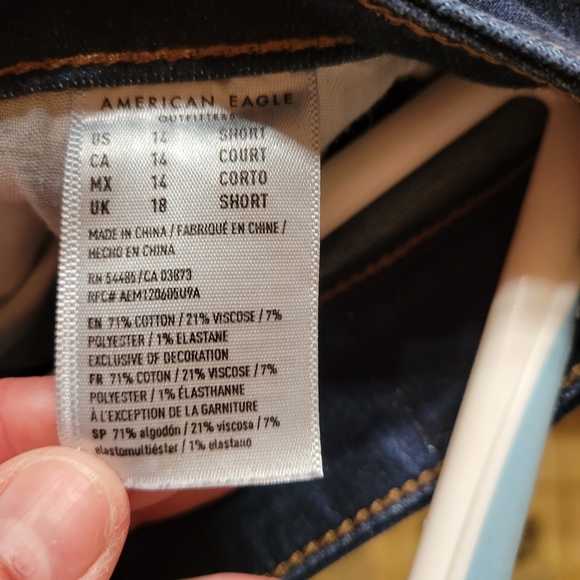 AMERICAN EAGLE
OUTFITTERS
US 14 SHORT
CA 14 COURT
MX 14 CORTO
UK 18 SHORT
MADE IN CHINA / FABRIQUÉ EN CHINE /
HECHO EN CHINA
RN 54485/CA 03873
RFC# AEM120605U9A
EN 71% COTTON / 21% VISCOSE / 7%
POLYESTER / 1% ELASTANE
EXCLUSIVE OF DECORATION
FR 71% COTON / 21% VISCOSE / 7%
POLYESTER / 1% ÉLASTHANNE
À L'EXCEPTION DE LA GARNITURE
SP 71% algodón / 21% viscosa / 7%
elastomultiéster / 1% elastano